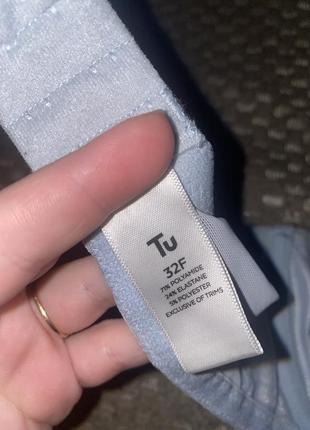 Tu
32F
71% POLYAMIDE
24% ELASTANE
5% POLYESTER
EXCLUSIVE OF TRIMS